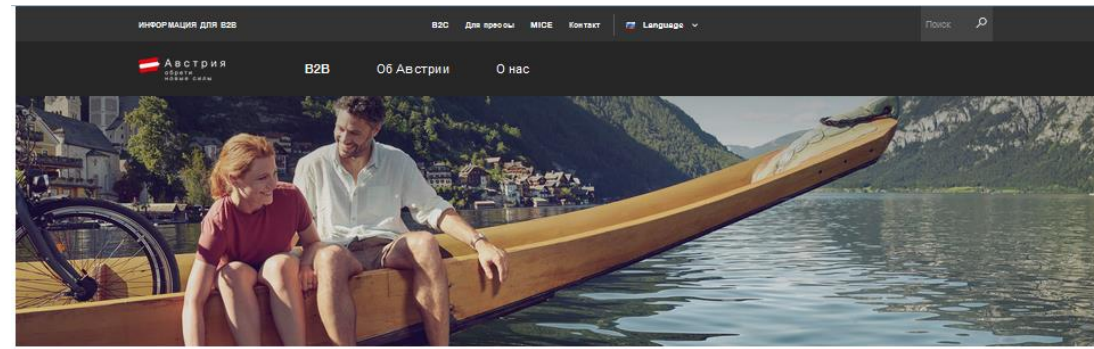 ИНФОРМАЦИЯ ДЛЯ B2B
B2C Для прессы MICE Контакт Language
Поиск
Австрия
обрети
новые силы
B2B Об Австрии О нас